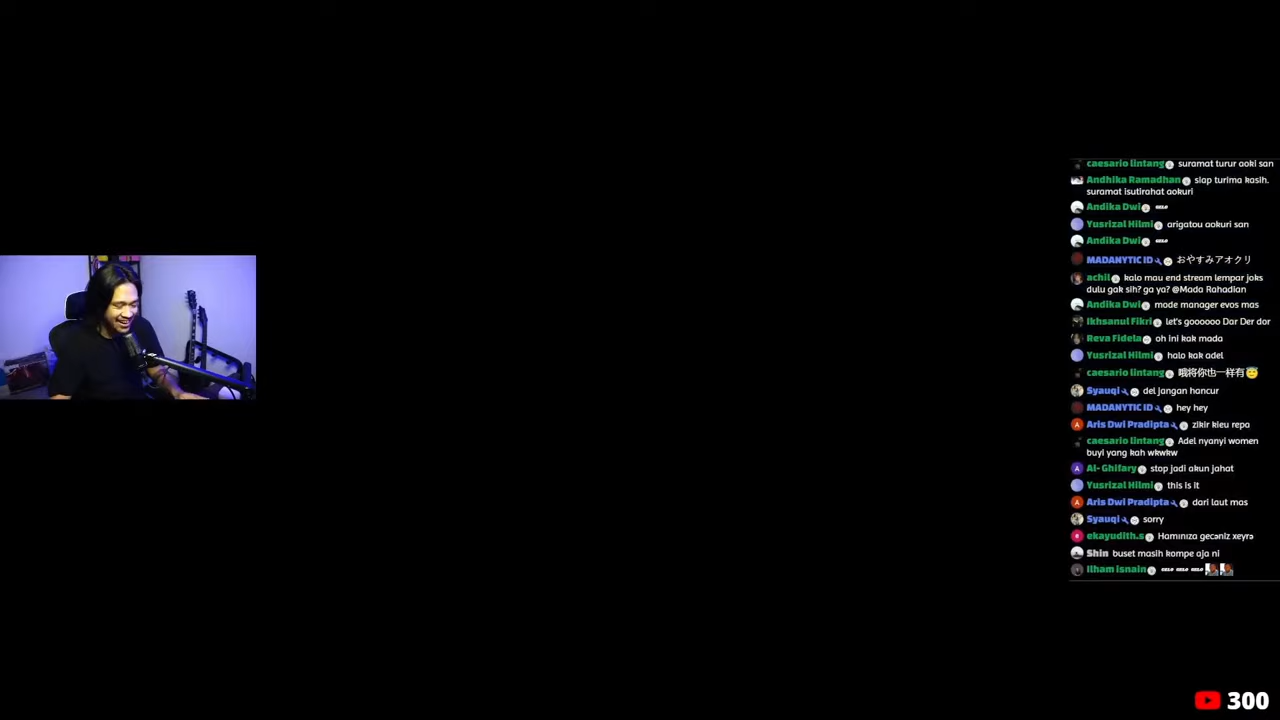 caesario lintang suramat turur aoki san
Andhika Ramadhan siap turima kasih.
suramat isutirahat aokuri
Andika Dwi
Yusrizal Hilmi arigatou aokuri san
Andika Dwi
MADANYTIC ID おやすみアオクリ
achil kalo mau end stream lempar joks
dulu gak sih? ga ya? @Mada Rahadian
Andika Dwi mode manager evos mas
Ikhsanul Fikri let's goooooo Dar Der dor
Reva Fidela oh ini kak mada
Yusrizal Hilmi halo kak adel
caesario lintang 哦将你也一样有😇
Syauqi del jangan hancur
MADANYTIC ID hey hey
Aris Dwi Pradipta zikir kieu repa
caesario lintang Adel nyanyi women
buyi yang kah wkwkw
Al- Ghifary stop jadi akun jahat
Yusrizal Hilmi this is it
Aris Dwi Pradipta dari laut mas
Syauqi sorry
ekayudith.s Hamınıza gecəniz xeyrə
Shin buset masih kompe aja ni
Ilham isnain
300